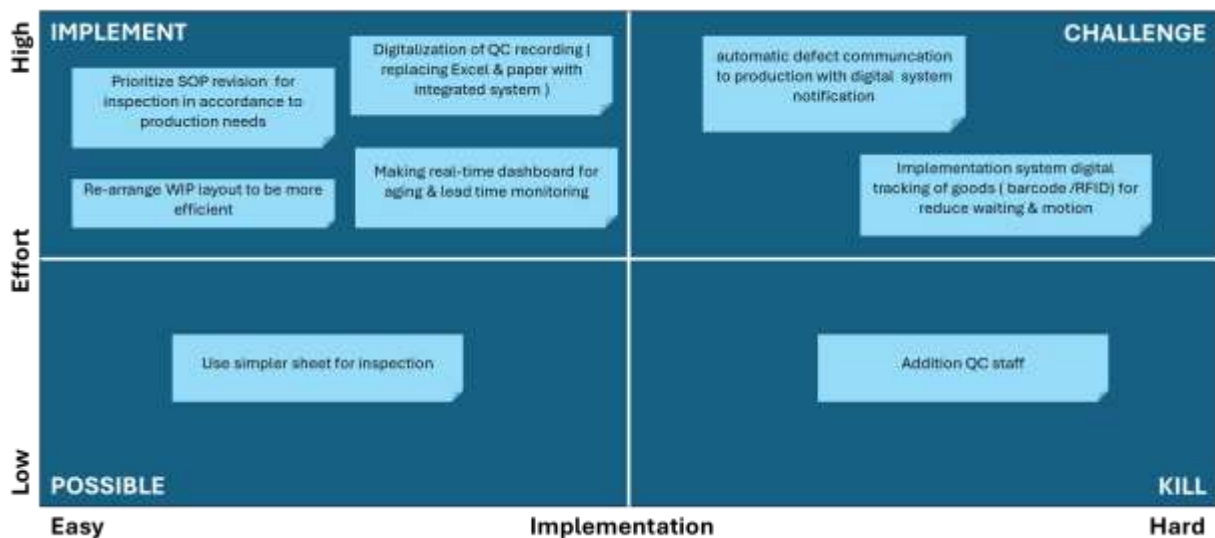 High
IMPLEMENT
Prioritize SOP revision for
inspection in accordance to
production needs
Digitalization of QC recording (
replacing Excel & paper with
integrated system )
Re-arrange WIP layout to be more
efficient
Making real-time dashboard for
aging & lead time monitoring
CHALLENGE
automatic defect communcation
to production with digital system
notification
Implementation system digital
tracking of goods ( barcode /RFID) for
reduce waiting & motion
Effort
Use simpler sheet for inspection
Addition QC staff
Low
POSSIBLE
KILL
Easy
Implementation
Hard